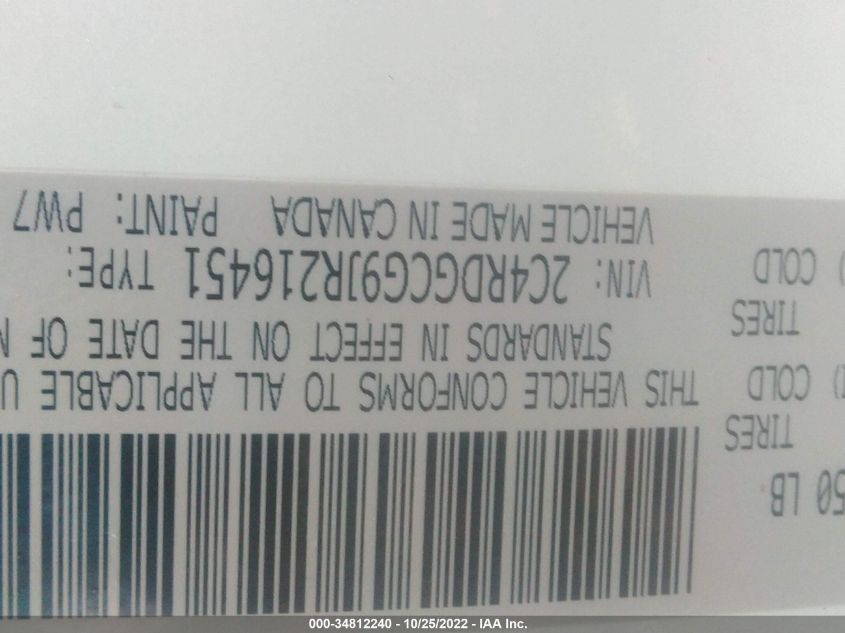 50 LB
TIRES
) COLD
TIRES
) COLD
THIS VEHICLE CONFORMS TO ALL APPLICABLE U
STANDARDS IN EFFECT ON THE DATE OF
VIN: 2C4RDGCG9JR216451 TYPE:
VEHICLE MADE IN CANADA PAINT: PW7
000-34812240 - 10/25/2022 - IAA Inc.